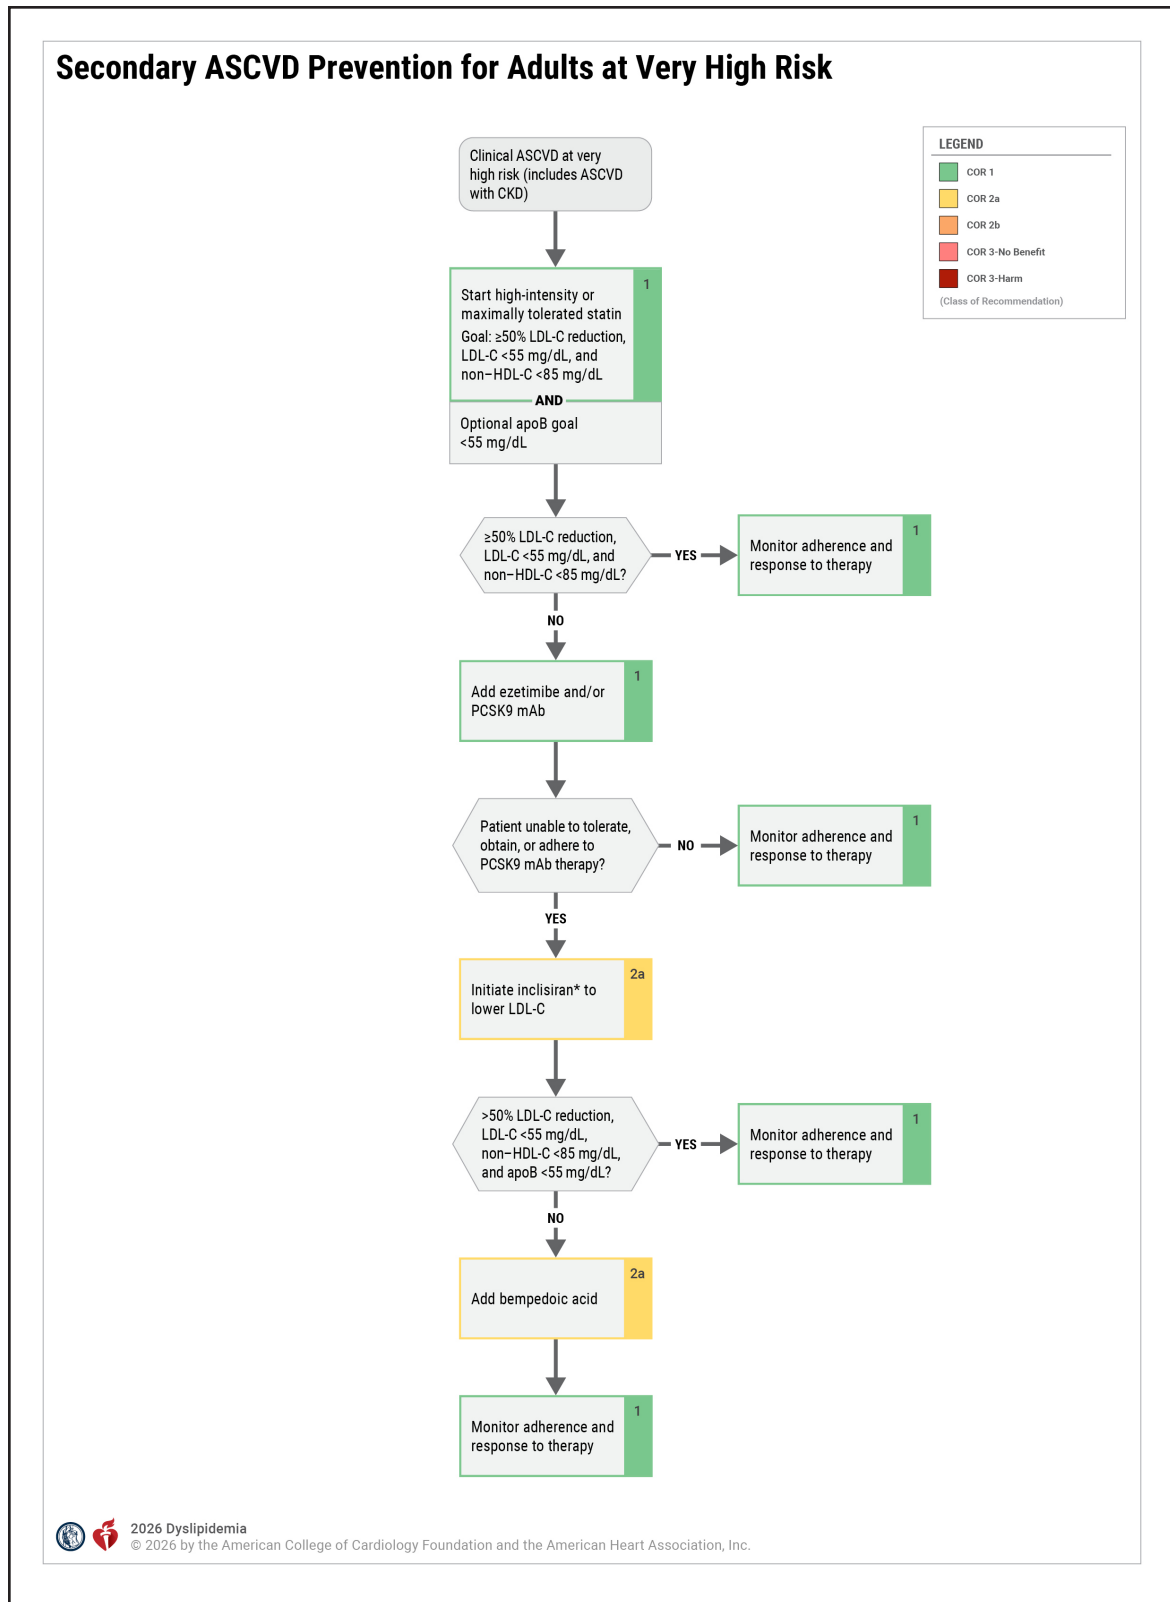 Secondary ASCVD Prevention for Adults at Very High Risk
LEGEND
COR 1
COR 2a
COR 2b
COR 3-No Benefit
COR 3-Harm
(Class of Recommendation)
Clinical ASCVD at very
high risk (includes ASCVD
with CKD)
1
Start high-intensity or
maximally tolerated statin
Goal: ≥50% LDL-C reduction,
LDL-C <55 mg/dL, and
non–HDL-C <85 mg/dL
AND
Optional apoB goal
<55 mg/dL
≥50% LDL-C reduction,
LDL-C <55 mg/dL, and
non–HDL-C <85 mg/dL?
YES
1
Monitor adherence and
response to therapy
NO
1
Add ezetimibe and/or
PCSK9 mAb
Patient unable to tolerate,
obtain, or adhere to
PCSK9 mAb therapy?
NO
1
Monitor adherence and
response to therapy
YES
2a
Initiate inclisiran* to
lower LDL-C
>50% LDL-C reduction,
LDL-C <55 mg/dL,
non–HDL-C <85 mg/dL,
and apoB <55 mg/dL?
YES
1
Monitor adherence and
response to therapy
NO
2a
Add bempedoic acid
1
Monitor adherence and
response to therapy
2026 Dyslipidemia
© 2026 by the American College of Cardiology Foundation and the American Heart Association, Inc.